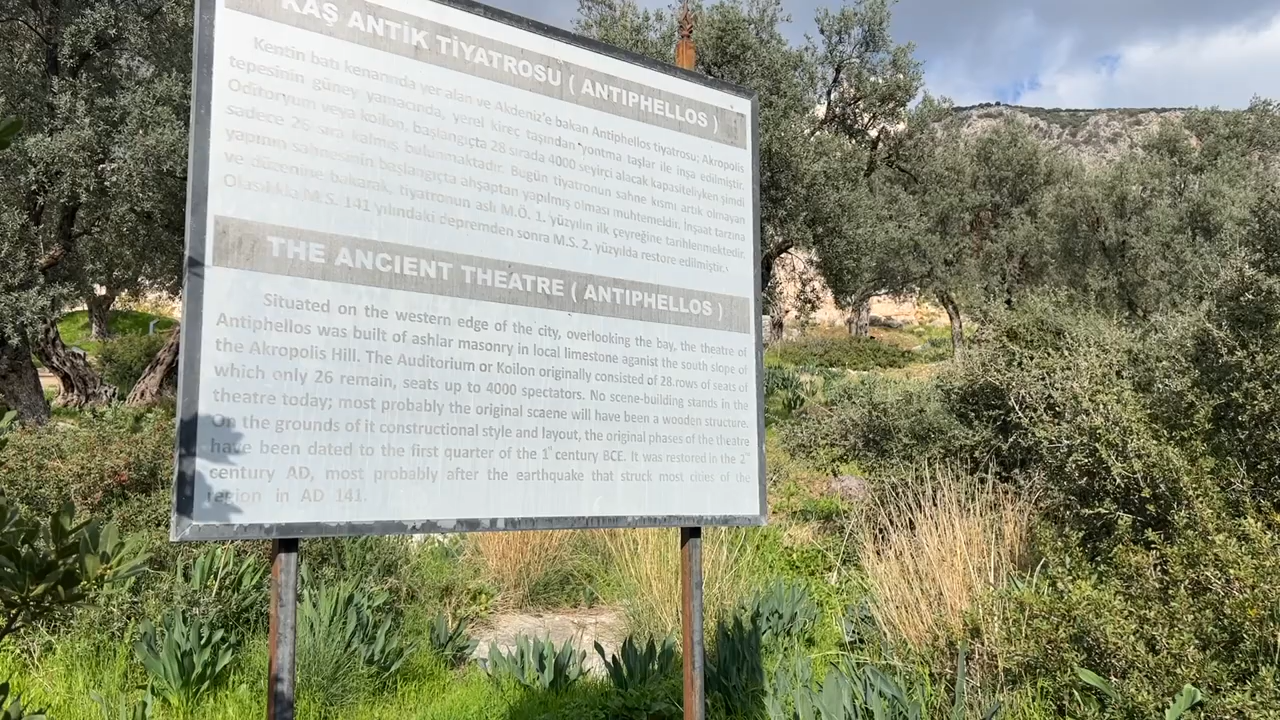 KAŞ ANTİK TİYATROSU ( ANTIPHELLOS )
Kentin batı kenarında yer alan ve Akdeniz'e bakan Antiphellos tiyatrosu; Akropolis
tepesinin güney yamacında, yerel kireç taşından yontma taşlar ile inşa edilmiştir.
Oditoryum veya koilon, başlangıçta 28 sırada 4000 seyirçi alacak kapasiteliyken şimdi
sadece 26 sıra kalmış bulunmaktadır. Bugün tiyatronun sahne kısmı artık olmayan
yapının sahnesinin başlangıçta ahşaptan yapılmış olması muhtemeldir. İnşaat tarzına
ve düzenine bakarak, tiyatronun aslı M.Ö. 1. yüzyılın ilk çeyreğine tarihlenmektedir.
Olasılıkla M.S. 141 yılındaki depremden sonra M.S. 2. yüzyılda restore edilmiştir.
THE ANCIENT THEATRE ( ANTIPHELLOS )
Situated on the western edge of the city, overlooking the bay, the theatre of
Antiphellos was built of ashlar masonry in local limestone aganist the south slope of
the Akropolis Hill. The Auditorium or Koilon originally consisted of 28 rows of seats of
which only 26 remain, seats up to 4000 spectators. No scene-building stands in the
theatre today; most probably the original scaene will have been a wooden structure.
On the grounds of it constructional style and layout, the original phases of the theatre
have been dated to the first quarter of the 1st century BCE. It was restored in the 2nd
century AD, most probably after the earthquake that struck most cities of the
region in AD 141.